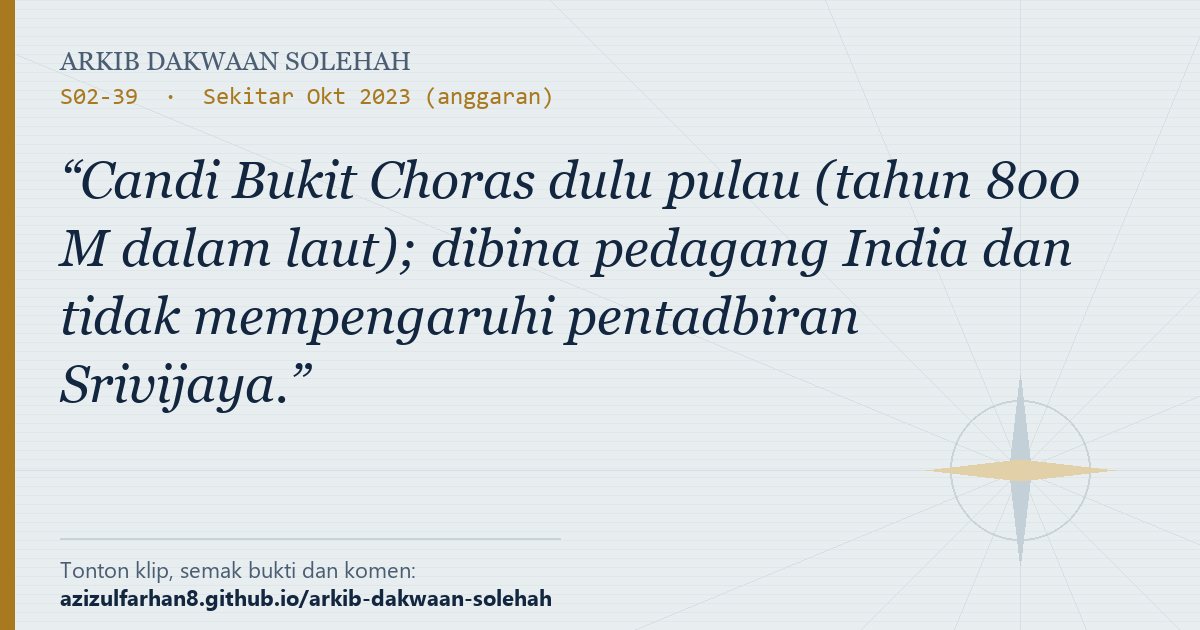 ARKIB DAKWAAN SOLEHAH
S02-39 · Sekitar Okt 2023 (anggaran)
“Candi Bukit Choras dulu pulau (tahun 800
M dalam laut); dibina pedagang India dan
tidak mempengaruhi pentadbiran
Srivijaya.”
Tonton klip, semak bukti dan komen:
azizulfarhan8.github.io/arkib-dakwaan-solehah